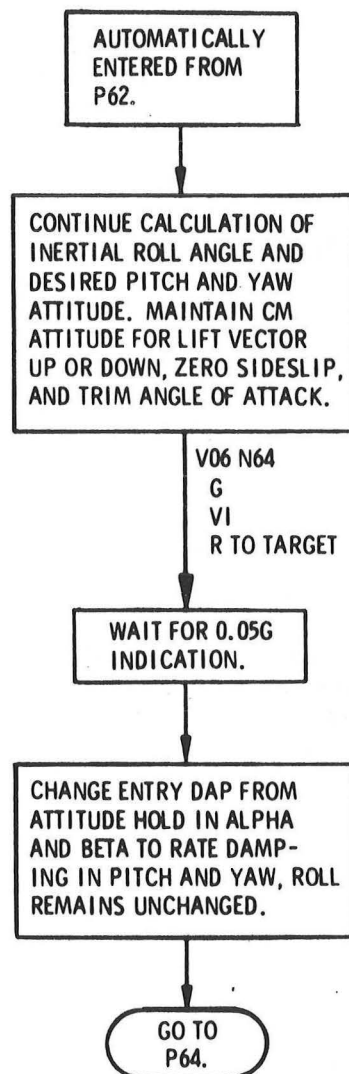 AUTOMATICALLY
ENTERED FROM
P62.
CONTINUE CALCULATION OF
INERTIAL ROLL ANGLE AND
DESIRED PITCH AND YAW
ATTITUDE. MAINTAIN CM
ATTITUDE FOR LIFT VECTOR
UP OR DOWN, ZERO SIDESLIP,
AND TRIM ANGLE OF ATTACK.
V06 N64
G
VI
R TO TARGET
WAIT FOR 0.05G
INDICATION.
CHANGE ENTRY DAP FROM
ATTITUDE HOLD IN ALPHA
AND BETA TO RATE DAMP-
ING IN PITCH AND YAW, ROLL
REMAINS UNCHANGED.
GO TO
P64.